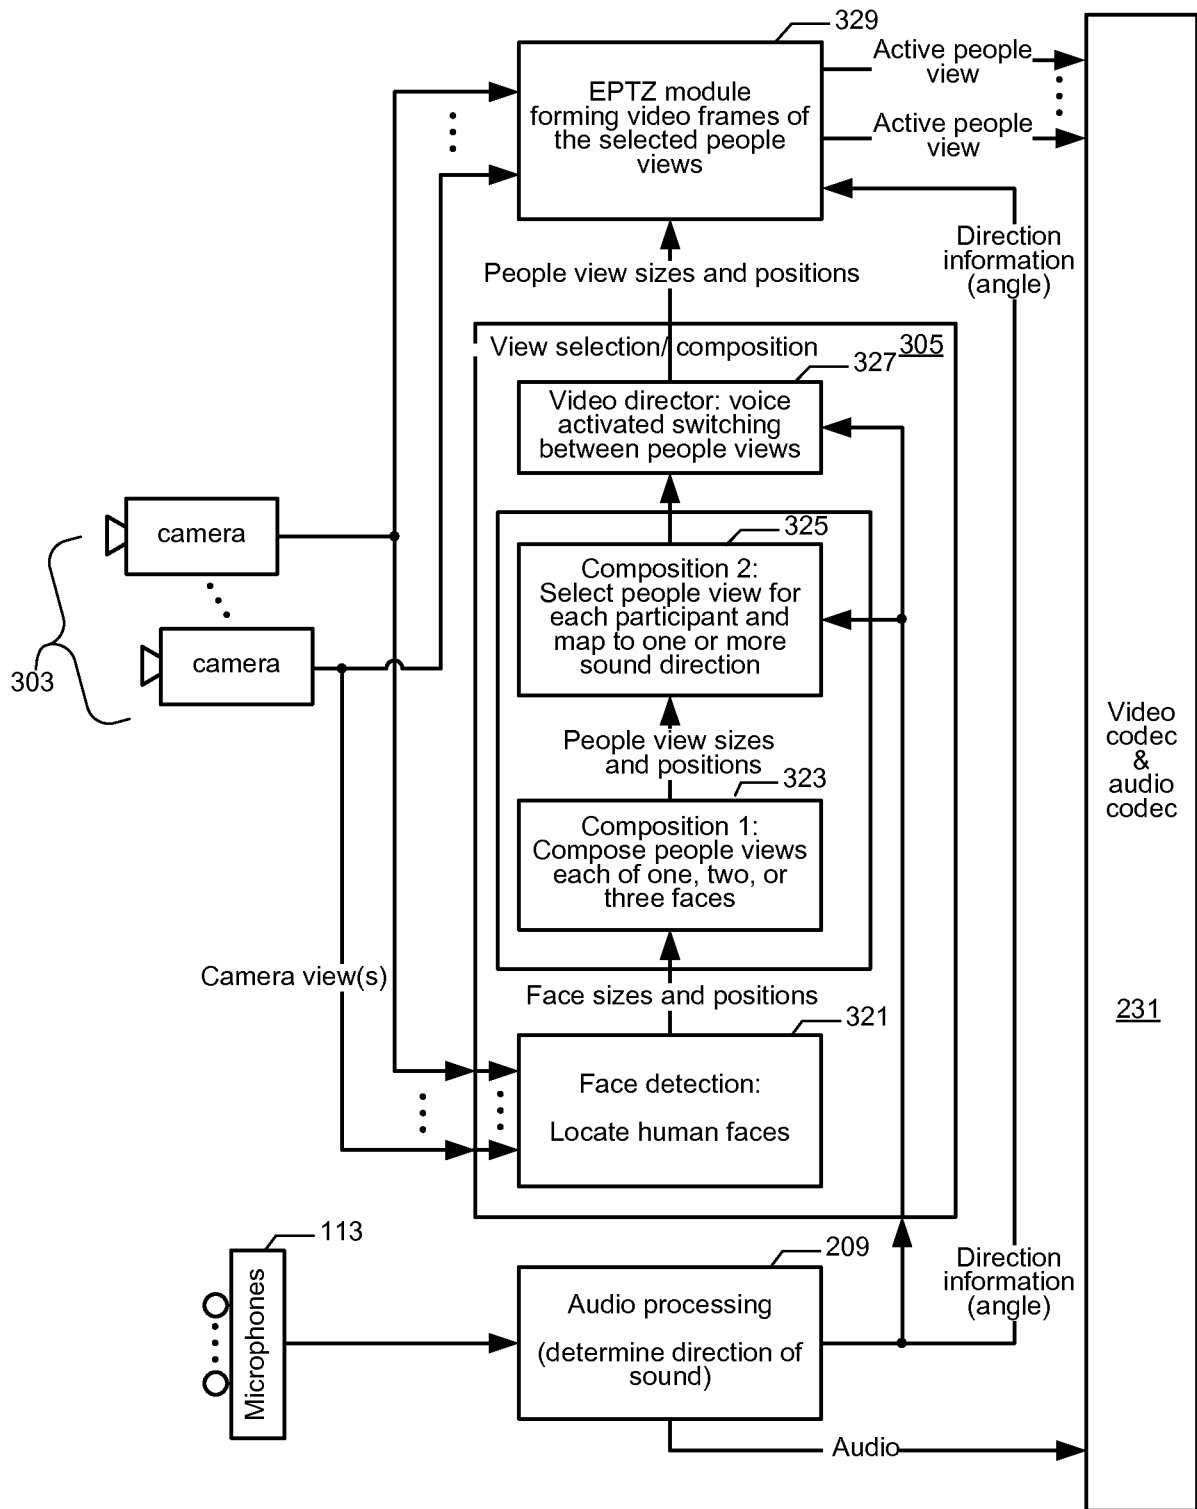 329
EPTZ module
forming video frames of
the selected people
views
Active people
view
Active people
view
Direction
information
(angle)
People view sizes and positions
View selection/ composition
305
327
Video director: voice
activated switching
between people views
325
Composition 2:
Select people view for
each participant and
map to one or more
sound direction
camera
camera
303
People view sizes
and positions
323
Composition 1:
Compose people views
each of one, two, or
three faces
Video
codec
&
audio
codec
231
Camera view(s)
Face sizes and positions
321
Face detection:
Locate human faces
113
Microphones
209
Audio processing
(determine direction of
sound)
Direction
information
(angle)
Audio